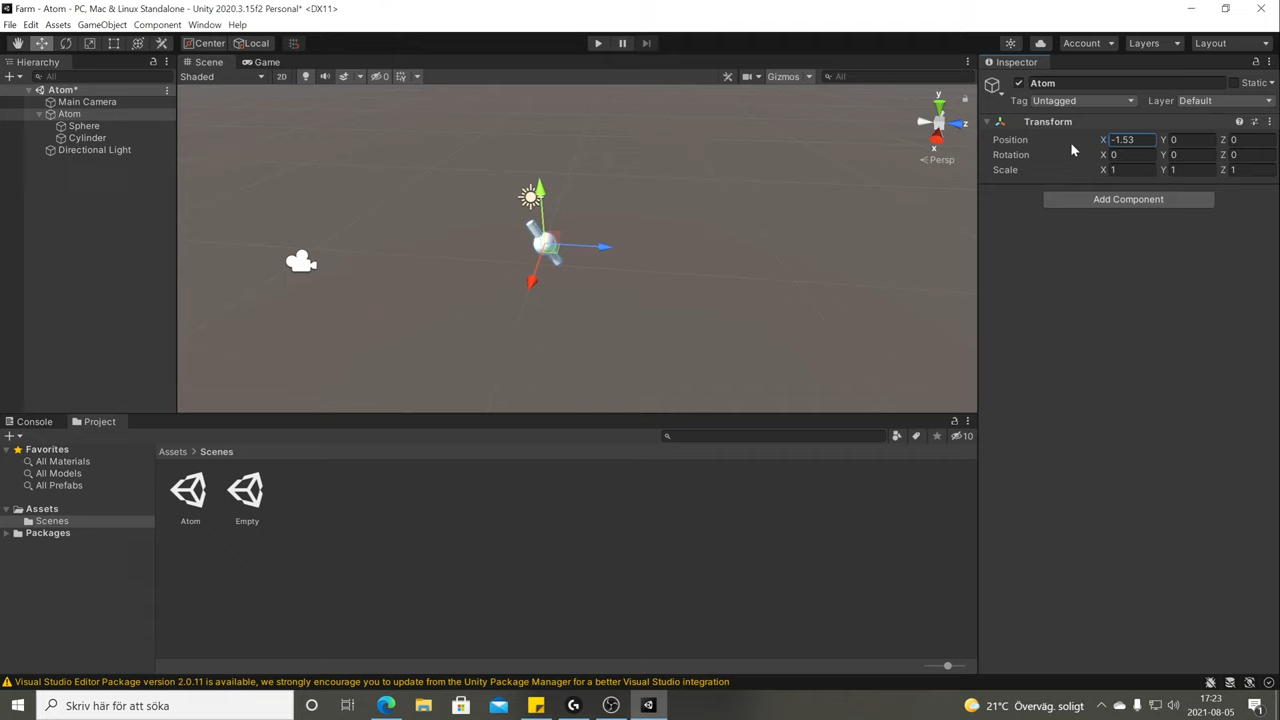 Farm - Atom - PC, Mac & Linux Standalone - Unity 2020.3.15f2 Personal* <DX11>
File Edit Assets GameObject Component Window Help
Center Local Account Layers Layout
Hierarchy
All
Atom*
Main Camera
Atom
Sphere
Cylinder
Directional Light
Scene Game
Shaded 2D 0 Gizmos All
y
z
x
Persp
Inspector
Atom Static
Tag Untagged Layer Default
Transform
Position X -1.53 Y 0 Z 0
Rotation X 0 Y 0 Z 0
Scale X 1 Y 1 Z 1
Add Component
Console Project
10
Favorites
All Materials
All Models
All Prefabs
Assets
Scenes
Packages
Assets > Scenes
Atom Empty
Visual Studio Editor Package version 2.0.11 is available, we strongly encourage you to update from the Unity Package Manager for a better Visual Studio integration
Skriv här för att söka
21°C Överväg. soligt
17:23
2021-08-05
1